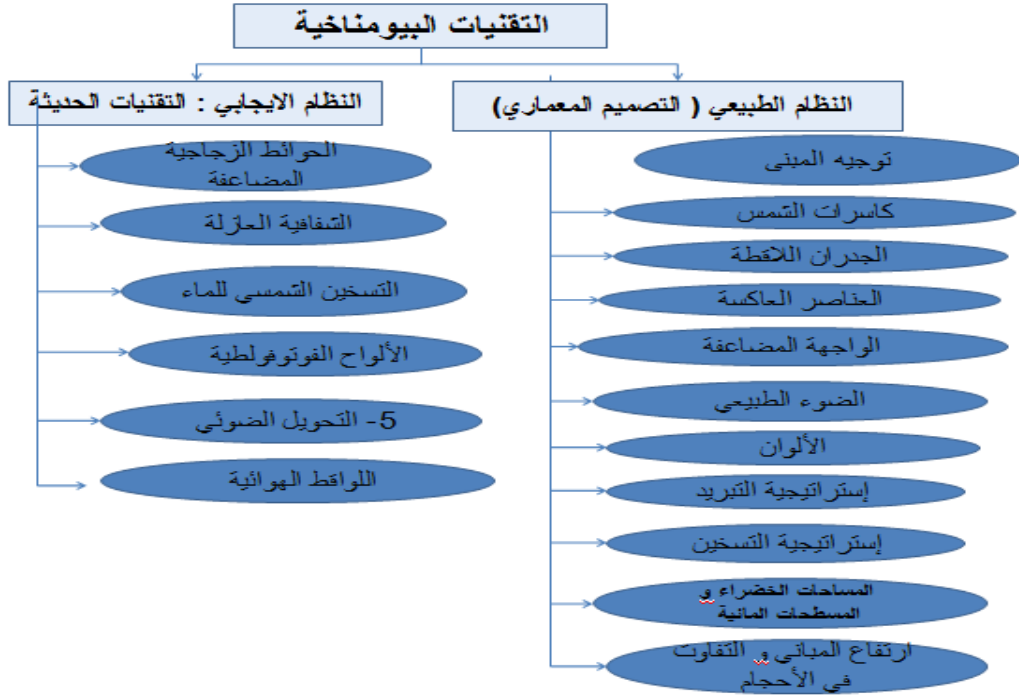 التقنيات البيومناخية
النظام الطبيعي ( التصميم المعماري)
توجيه المبنى
كاسرات الشمس
الجدران اللاقطة
العناصر العاكسة
الواجهة المضاعفة
الضوء الطبيعي
الألوان
إستراتيجية التبريد
إستراتيجية التسخين
المساحات الخضراء و
المسطحات المائية
ارتفاع المباني و التفاوت
في الأحجام
النظام الايجابي : التقنيات الحديثة
الحوائط الزجاجية
المضاعفة
الشفافية العازلة
التسخين الشمسي للماء
الألواح الفوتوفولطية
5- التحويل الضوئي
اللواقط الهوائية